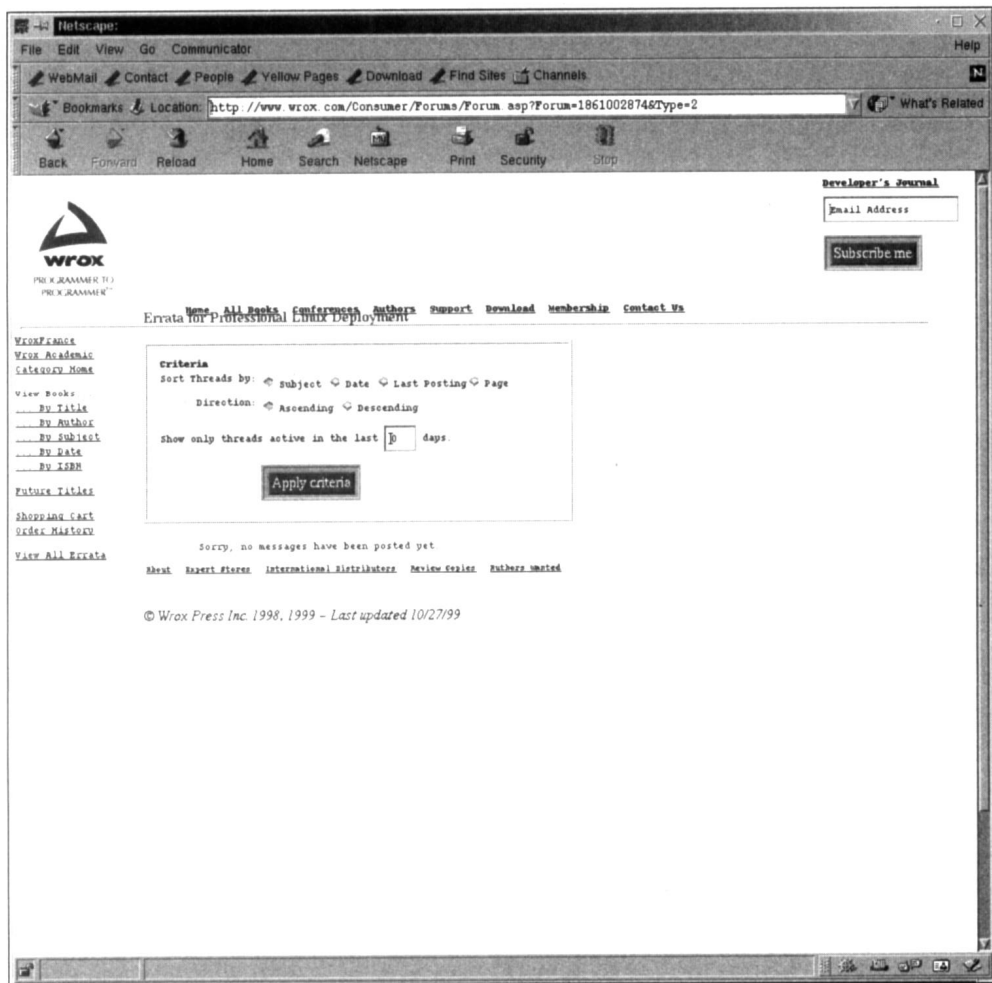 Netscape:
File Edit View Go Communicator Help
WebMail Contact People Yellow Pages Download Find Sites Channels
N
Bookmarks Location: http://www.wrox.com/Consumer/Forums/Forum.asp?Forum=1861002874&Type=2 What's Related
Back Forward Reload Home Search Netscape Print Security Stop
Developer's Journal
Email Address
Subscribe me
wrox
PROGRAMMER TO
PROGRAMMER™
Home All Books Conferences Authors Support Download Membership Contact Us
Errata for Professional Linux Deployment
WroxFrance
Wrox Academic
Category Home
View Books
... By Title
... By Author
... By Subject
... By Date
... By ISBN
Future Titles
Shopping Cart
Order History
View All Errata
Criteria
Sort Threads by: Subject Date Last Posting Page
Direction: Ascending Descending
Show only threads active in the last 0 days.
Apply criteria
Sorry, no messages have been posted yet
About Expert Stores International Distributors Review Copies Authors Wanted
© Wrox Press Inc. 1998, 1999 – Last updated 10/27/99